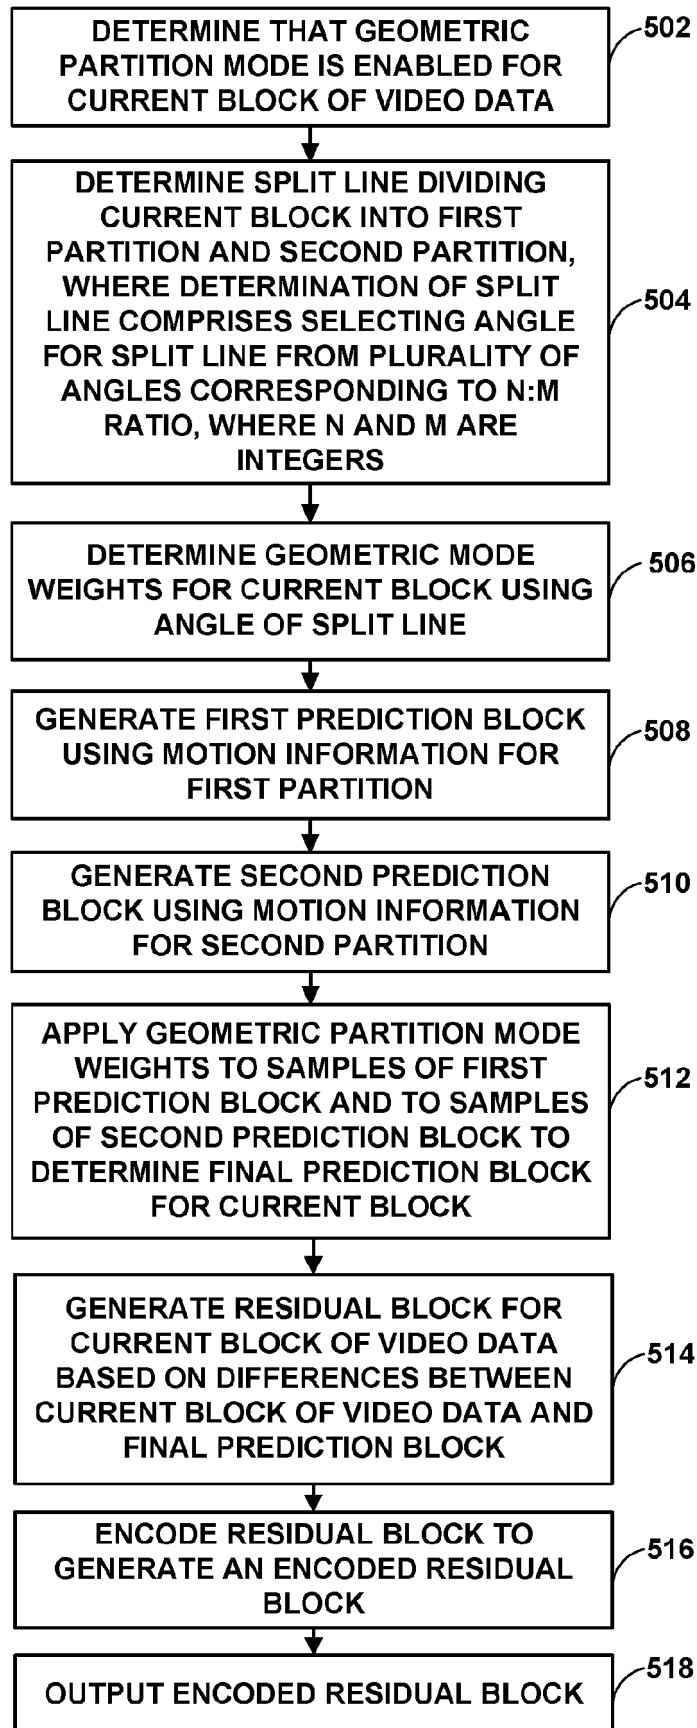 DETERMINE THAT GEOMETRIC
PARTITION MODE IS ENABLED FOR
CURRENT BLOCK OF VIDEO DATA
502
DETERMINE SPLIT LINE DIVIDING
CURRENT BLOCK INTO FIRST
PARTITION AND SECOND PARTITION,
WHERE DETERMINATION OF SPLIT
LINE COMPRISES SELECTING ANGLE
FOR SPLIT LINE FROM PLURALITY OF
ANGLES CORRESPONDING TO N:M
RATIO, WHERE N AND M ARE
INTEGERS
504
DETERMINE GEOMETRIC MODE
WEIGHTS FOR CURRENT BLOCK USING
ANGLE OF SPLIT LINE
506
GENERATE FIRST PREDICTION BLOCK
USING MOTION INFORMATION FOR
FIRST PARTITION
508
GENERATE SECOND PREDICTION
BLOCK USING MOTION INFORMATION
FOR SECOND PARTITION
510
APPLY GEOMETRIC PARTITION MODE
WEIGHTS TO SAMPLES OF FIRST
PREDICTION BLOCK AND TO SAMPLES
OF SECOND PREDICTION BLOCK TO
DETERMINE FINAL PREDICTION BLOCK
FOR CURRENT BLOCK
512
GENERATE RESIDUAL BLOCK FOR
CURRENT BLOCK OF VIDEO DATA
BASED ON DIFFERENCES BETWEEN
CURRENT BLOCK OF VIDEO DATA AND
FINAL PREDICTION BLOCK
514
ENCODE RESIDUAL BLOCK TO
GENERATE AN ENCODED RESIDUAL
BLOCK
516
OUTPUT ENCODED RESIDUAL BLOCK
518